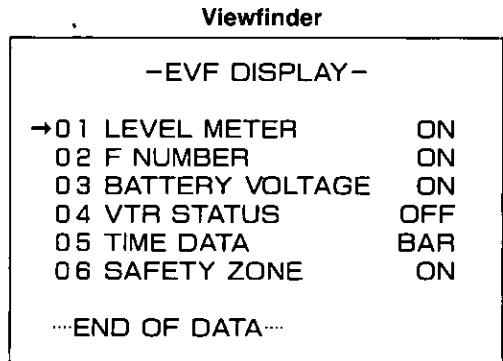 Viewfinder
–EVF DISPLAY–
→01 LEVEL METER ON
02 F NUMBER ON
03 BATTERY VOLTAGE ON
04 VTR STATUS OFF
05 TIME DATA BAR
06 SAFETY ZONE ON
····END OF DATA····